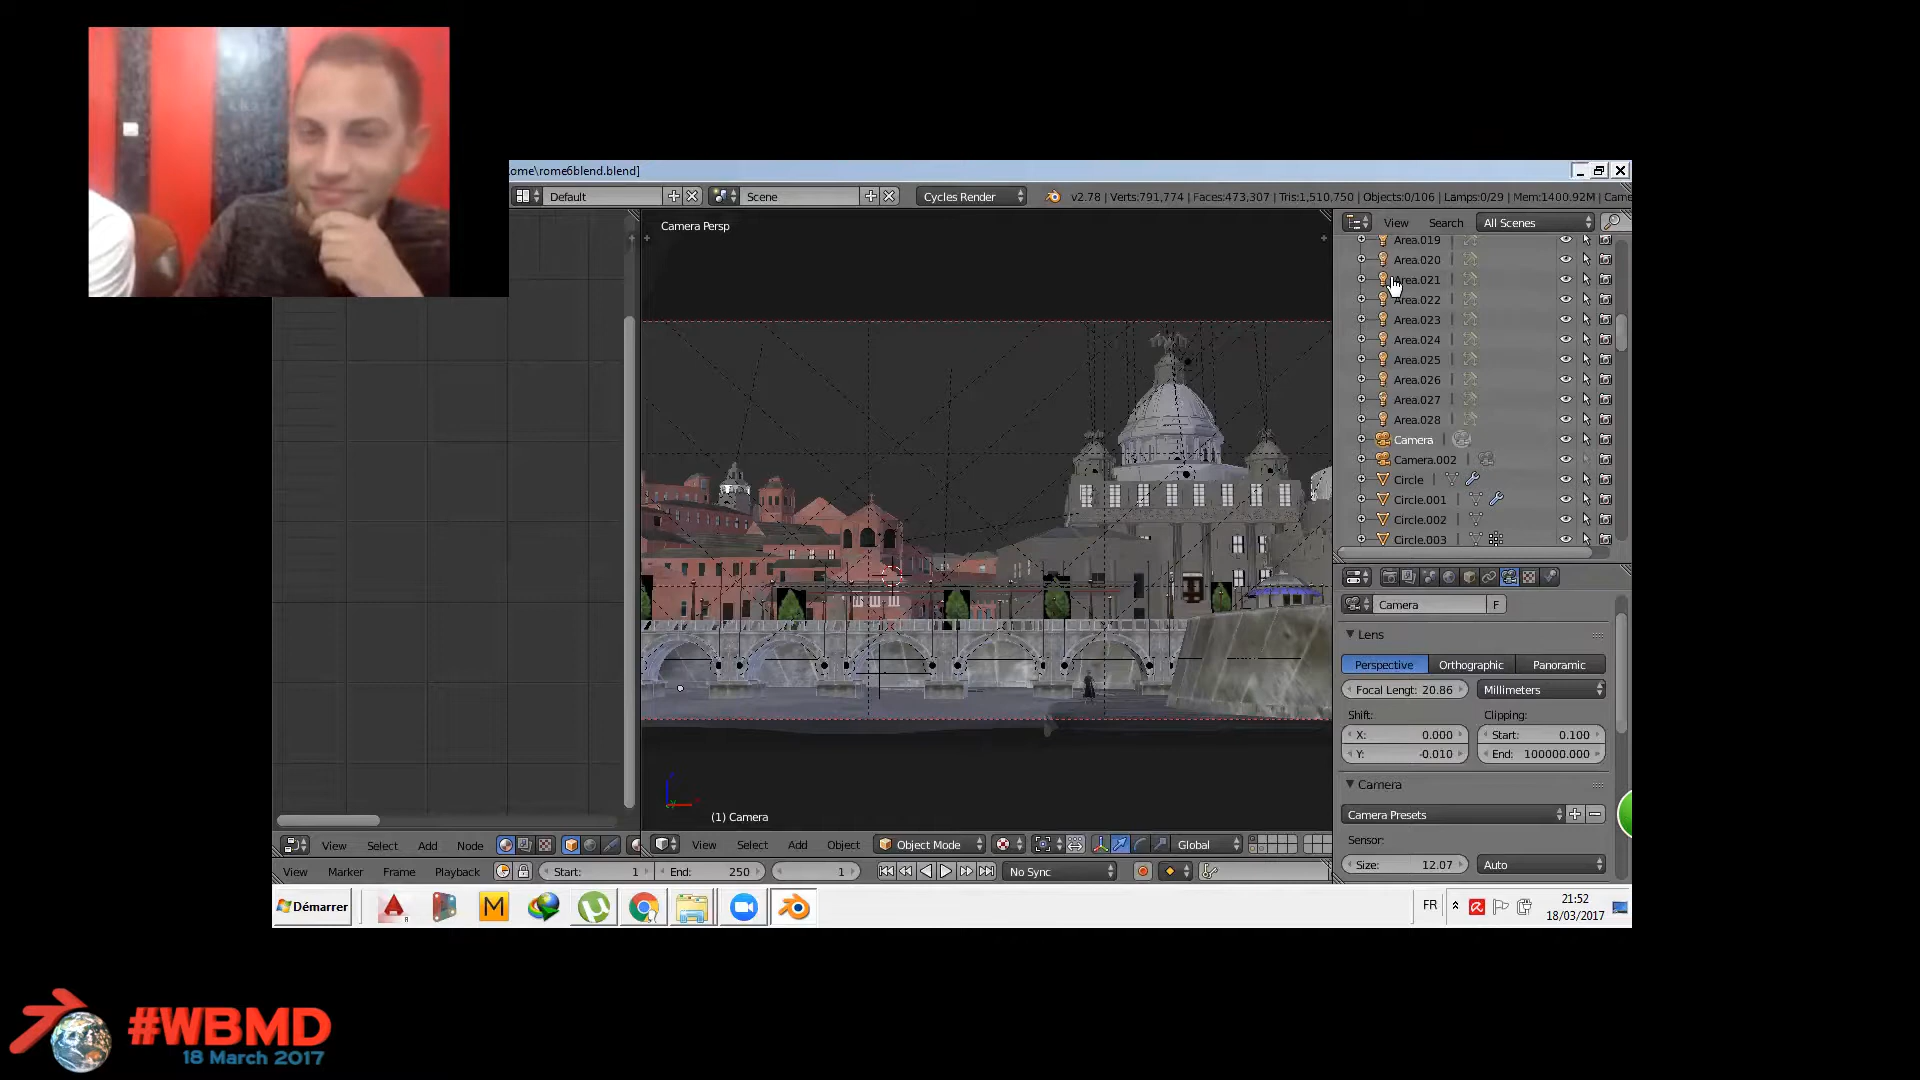 ome\rome6blend.blend]
Default
Scene
Cycles Render
v2.78 | Verts:791,774 | Faces:473,307 | Tris:1,510,750 | Objects:0/106 | Lamps:0/29 | Mem:1400.92M | Came
Camera Persp
View
Search
All Scenes
Area.019
Area.020
Area.021
Area.022
Area.023
Area.024
Area.025
Area.026
Area.027
Area.028
Camera
Camera.002
Circle
Circle.001
Circle.002
Circle.003
Camera
F
Lens
Perspective
Orthographic
Panoramic
Focal Lengt: 20.86
Millimeters
Shift:
Clipping:
X: 0.000
Start: 0.100
Y: -0.010
End: 100000.000
Camera
Camera Presets
Sensor:
Size: 12.07
Auto
(1) Camera
View
Select
Add
Node
View
Select
Add
Object
Object Mode
Global
View
Marker
Frame
Playback
Start: 1
End: 250
1
No Sync
Démarrer
M
FR
21:52
18/03/2017
#WBMD
18 March 2017